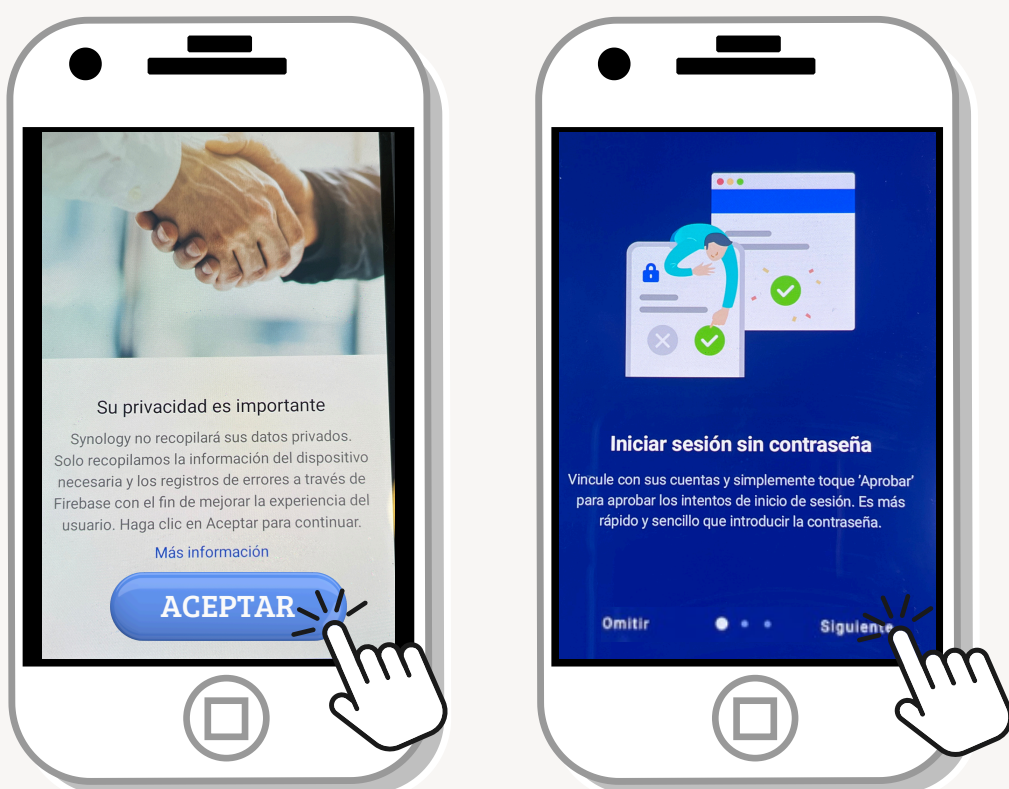 Su privacidad es importante
Synology no recopilará sus datos privados.
Solo recopilamos la información del dispositivo
necesaria y los registros de errores a través de
Firebase con el fin de mejorar la experiencia del
usuario. Haga clic en Aceptar para continuar.
Más información
ACEPTAR
Iniciar sesión sin contraseña
Vincule con sus cuentas y simplemente toque 'Aprobar'
para aprobar los intentos de inicio de sesión. Es más
rápido y sencillo que introducir la contraseña.
Omitir
Siguiente